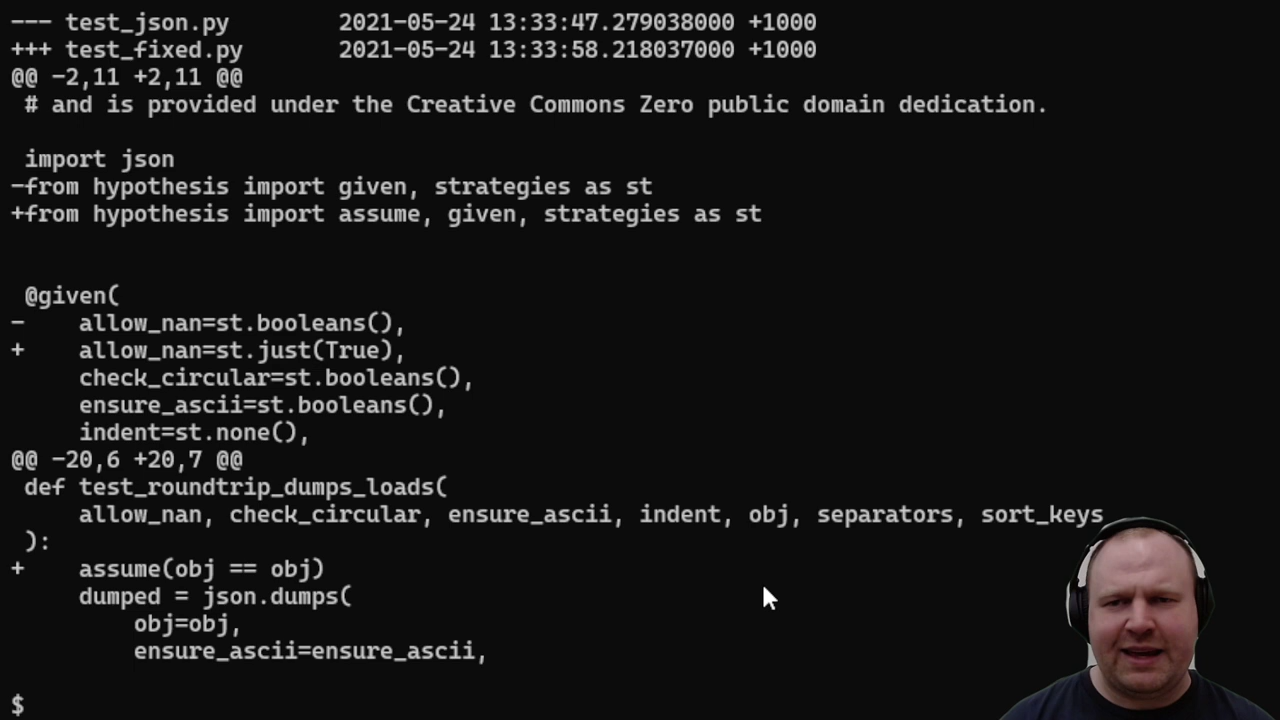 --- test_json.py        2021-05-24 13:33:47.279038000 +1000
+++ test_fixed.py       2021-05-24 13:33:58.218037000 +1000
@@ -2,11 +2,11 @@
 # and is provided under the Creative Commons Zero public domain dedication.
 import json
-from hypothesis import given, strategies as st
+from hypothesis import assume, given, strategies as st
 @given(
-    allow_nan=st.booleans(),
+    allow_nan=st.just(True),
     check_circular=st.booleans(),
     ensure_ascii=st.booleans(),
     indent=st.none(),
@@ -20,6 +20,7 @@
 def test_roundtrip_dumps_loads(
     allow_nan, check_circular, ensure_ascii, indent, obj, separators, sort_keys
 ):
+    assume(obj == obj)
     dumped = json.dumps(
         obj=obj,
         ensure_ascii=ensure_ascii,
$